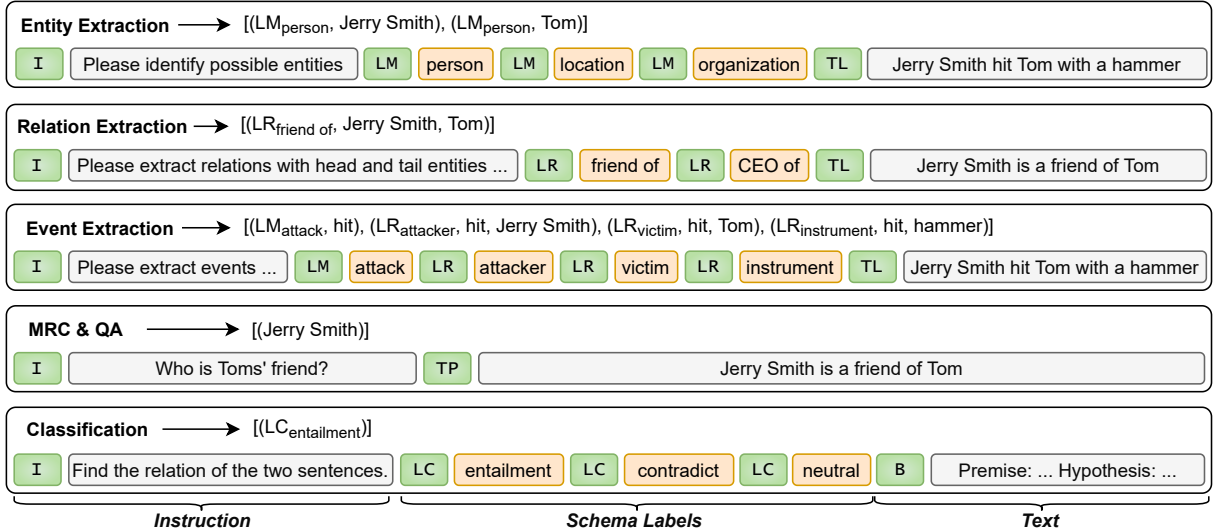 Entity Extraction [(LMperson, Jerry Smith), (LMperson, Tom)]
I Please identify possible entities LM person LM location LM organization TL Jerry Smith hit Tom with a hammer
Relation Extraction [(LRfriend of, Jerry Smith, Tom)]
I Please extract relations with head and tail entities ... LR friend of LR CEO of TL Jerry Smith is a friend of Tom
Event Extraction [(LMattack, hit), (LRattacker, hit, Jerry Smith), (LRvictim, hit, Tom), (LRinstrument, hit, hammer)]
I Please extract events ... LM attack LR attacker LR victim LR instrument TL Jerry Smith hit Tom with a hammer
MRC & QA [(Jerry Smith)]
I Who is Toms' friend? TP Jerry Smith is a friend of Tom
Classification [(LCentailment)]
I Find the relation of the two sentences. LC entailment LC contradict LC neutral B Premise: ... Hypothesis: ...
Instruction Schema Labels Text